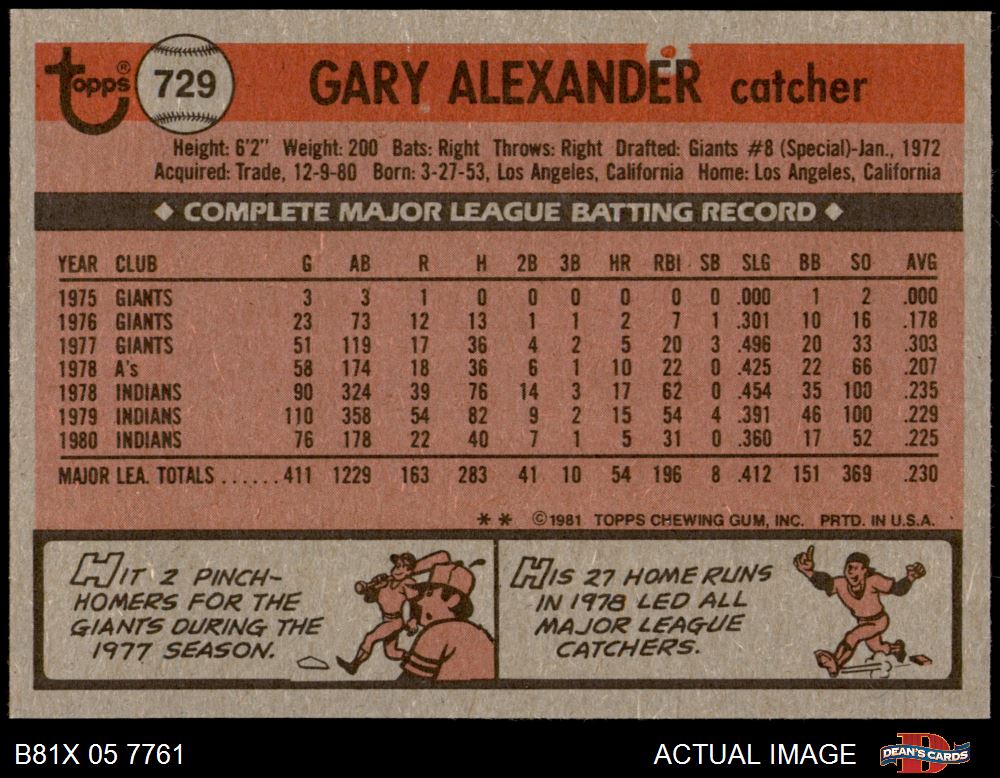 topps® 729 GARY ALEXANDER catcher
Height: 6'2" Weight: 200 Bats: Right Throws: Right Drafted: Giants #8 (Special)-Jan., 1972
Acquired: Trade, 12-9-80 Born: 3-27-53, Los Angeles, California Home: Los Angeles, California
◆ COMPLETE MAJOR LEAGUE BATTING RECORD ◆
YEAR CLUB G AB R H 2B 3B HR RBI SB SLG BB SO AVG
1975 GIANTS 3 3 1 0 0 0 0 0 0 .000 1 2 .000
1976 GIANTS 23 73 12 13 1 1 2 7 1 .301 10 16 .178
1977 GIANTS 51 119 17 36 4 2 5 20 3 .496 20 33 .303
1978 A's 58 174 18 36 6 1 10 22 0 .425 22 66 .207
1978 INDIANS 90 324 39 76 14 3 17 62 0 .454 35 100 .235
1979 INDIANS 110 358 54 82 9 2 15 54 4 .391 46 100 .229
1980 INDIANS 76 178 22 40 7 1 5 31 0 .360 17 52 .225
MAJOR LEA. TOTALS ......411 1229 163 283 41 10 54 196 8 .412 151 369 .230
* * ©1981 TOPPS CHEWING GUM, INC. PRTD. IN U.S.A.
HIT 2 PINCH-
HOMERS FOR THE
GIANTS DURING THE
1977 SEASON.
HIS 27 HOME RUNS
IN 1978 LED ALL
MAJOR LEAGUE
CATCHERS.
B81X 05 7761 ACTUAL IMAGE DEAN'S CARDS